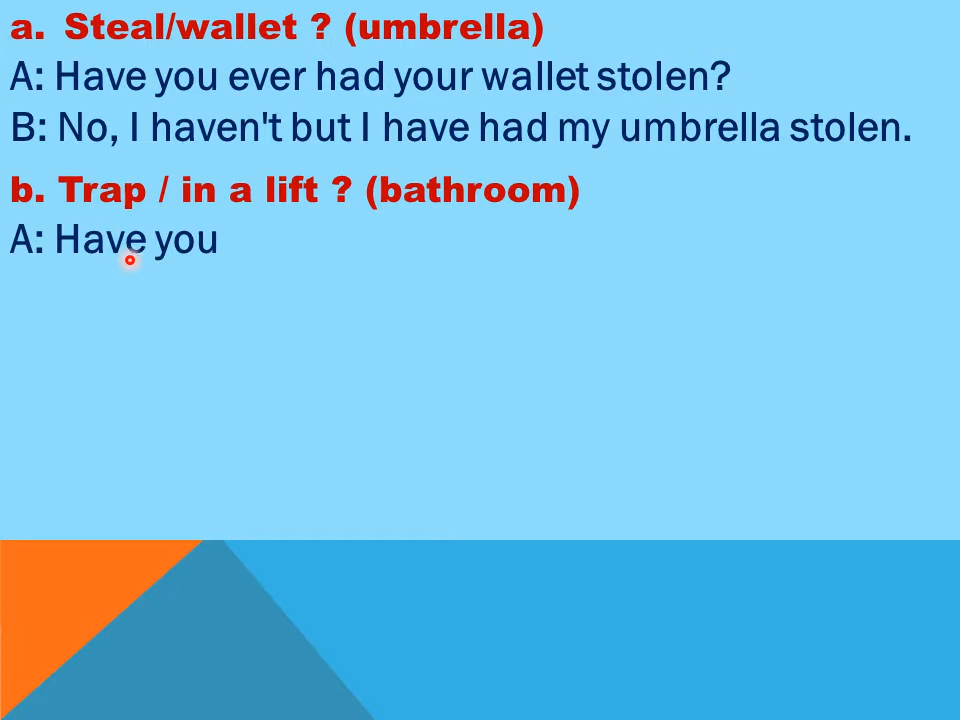 a. Steal/wallet ? (umbrella)
A: Have you ever had your wallet stolen?
B: No, I haven't but I have had my umbrella stolen.
b. Trap / in a lift ? (bathroom)
A: Have you